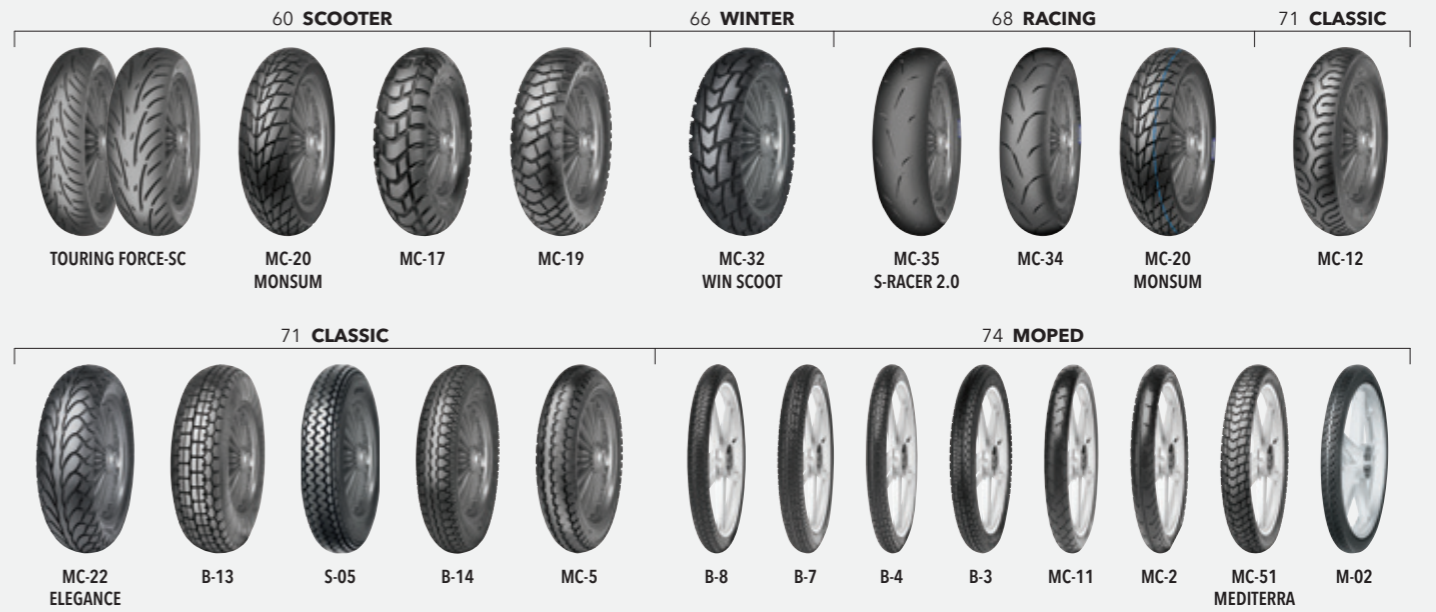 60 SCOOTER
66 WINTER
68 RACING
71 CLASSIC
TOURING FORCE-SC
MC-20
MONSUM
MC-17
MC-19
MC-32
WIN SCOOT
MC-35
S-RACER 2.0
MC-34
MC-20
MONSUM
MC-12
71 CLASSIC
74 MOPED
MC-22
ELEGANCE
B-13
S-05
B-14
MC-5
B-8
B-7
B-4
B-3
MC-11
MC-2
MC-51
MEDITERRA
M-02